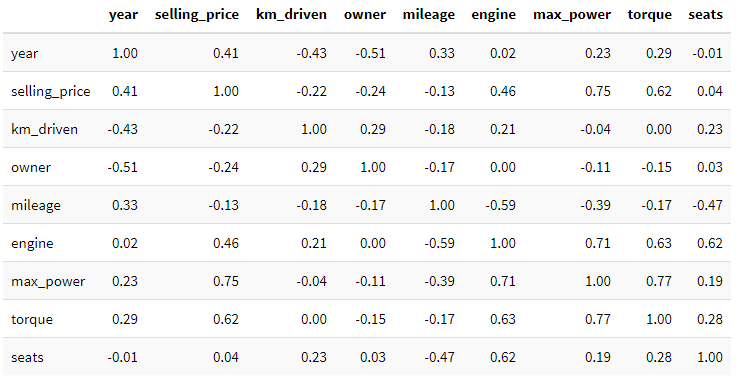 year selling_price km_driven owner mileage engine max_power torque seats
year 1.00 0.41 -0.43 -0.51 0.33 0.02 0.23 0.29 -0.01
selling_price 0.41 1.00 -0.22 -0.24 -0.13 0.46 0.75 0.62 0.04
km_driven -0.43 -0.22 1.00 0.29 -0.18 0.21 -0.04 0.00 0.23
owner -0.51 -0.24 0.29 1.00 -0.17 0.00 -0.11 -0.15 0.03
mileage 0.33 -0.13 -0.18 -0.17 1.00 -0.59 -0.39 -0.17 -0.47
engine 0.02 0.46 0.21 0.00 -0.59 1.00 0.71 0.63 0.62
max_power 0.23 0.75 -0.04 -0.11 -0.39 0.71 1.00 0.77 0.19
torque 0.29 0.62 0.00 -0.15 -0.17 0.63 0.77 1.00 0.28
seats -0.01 0.04 0.23 0.03 -0.47 0.62 0.19 0.28 1.00